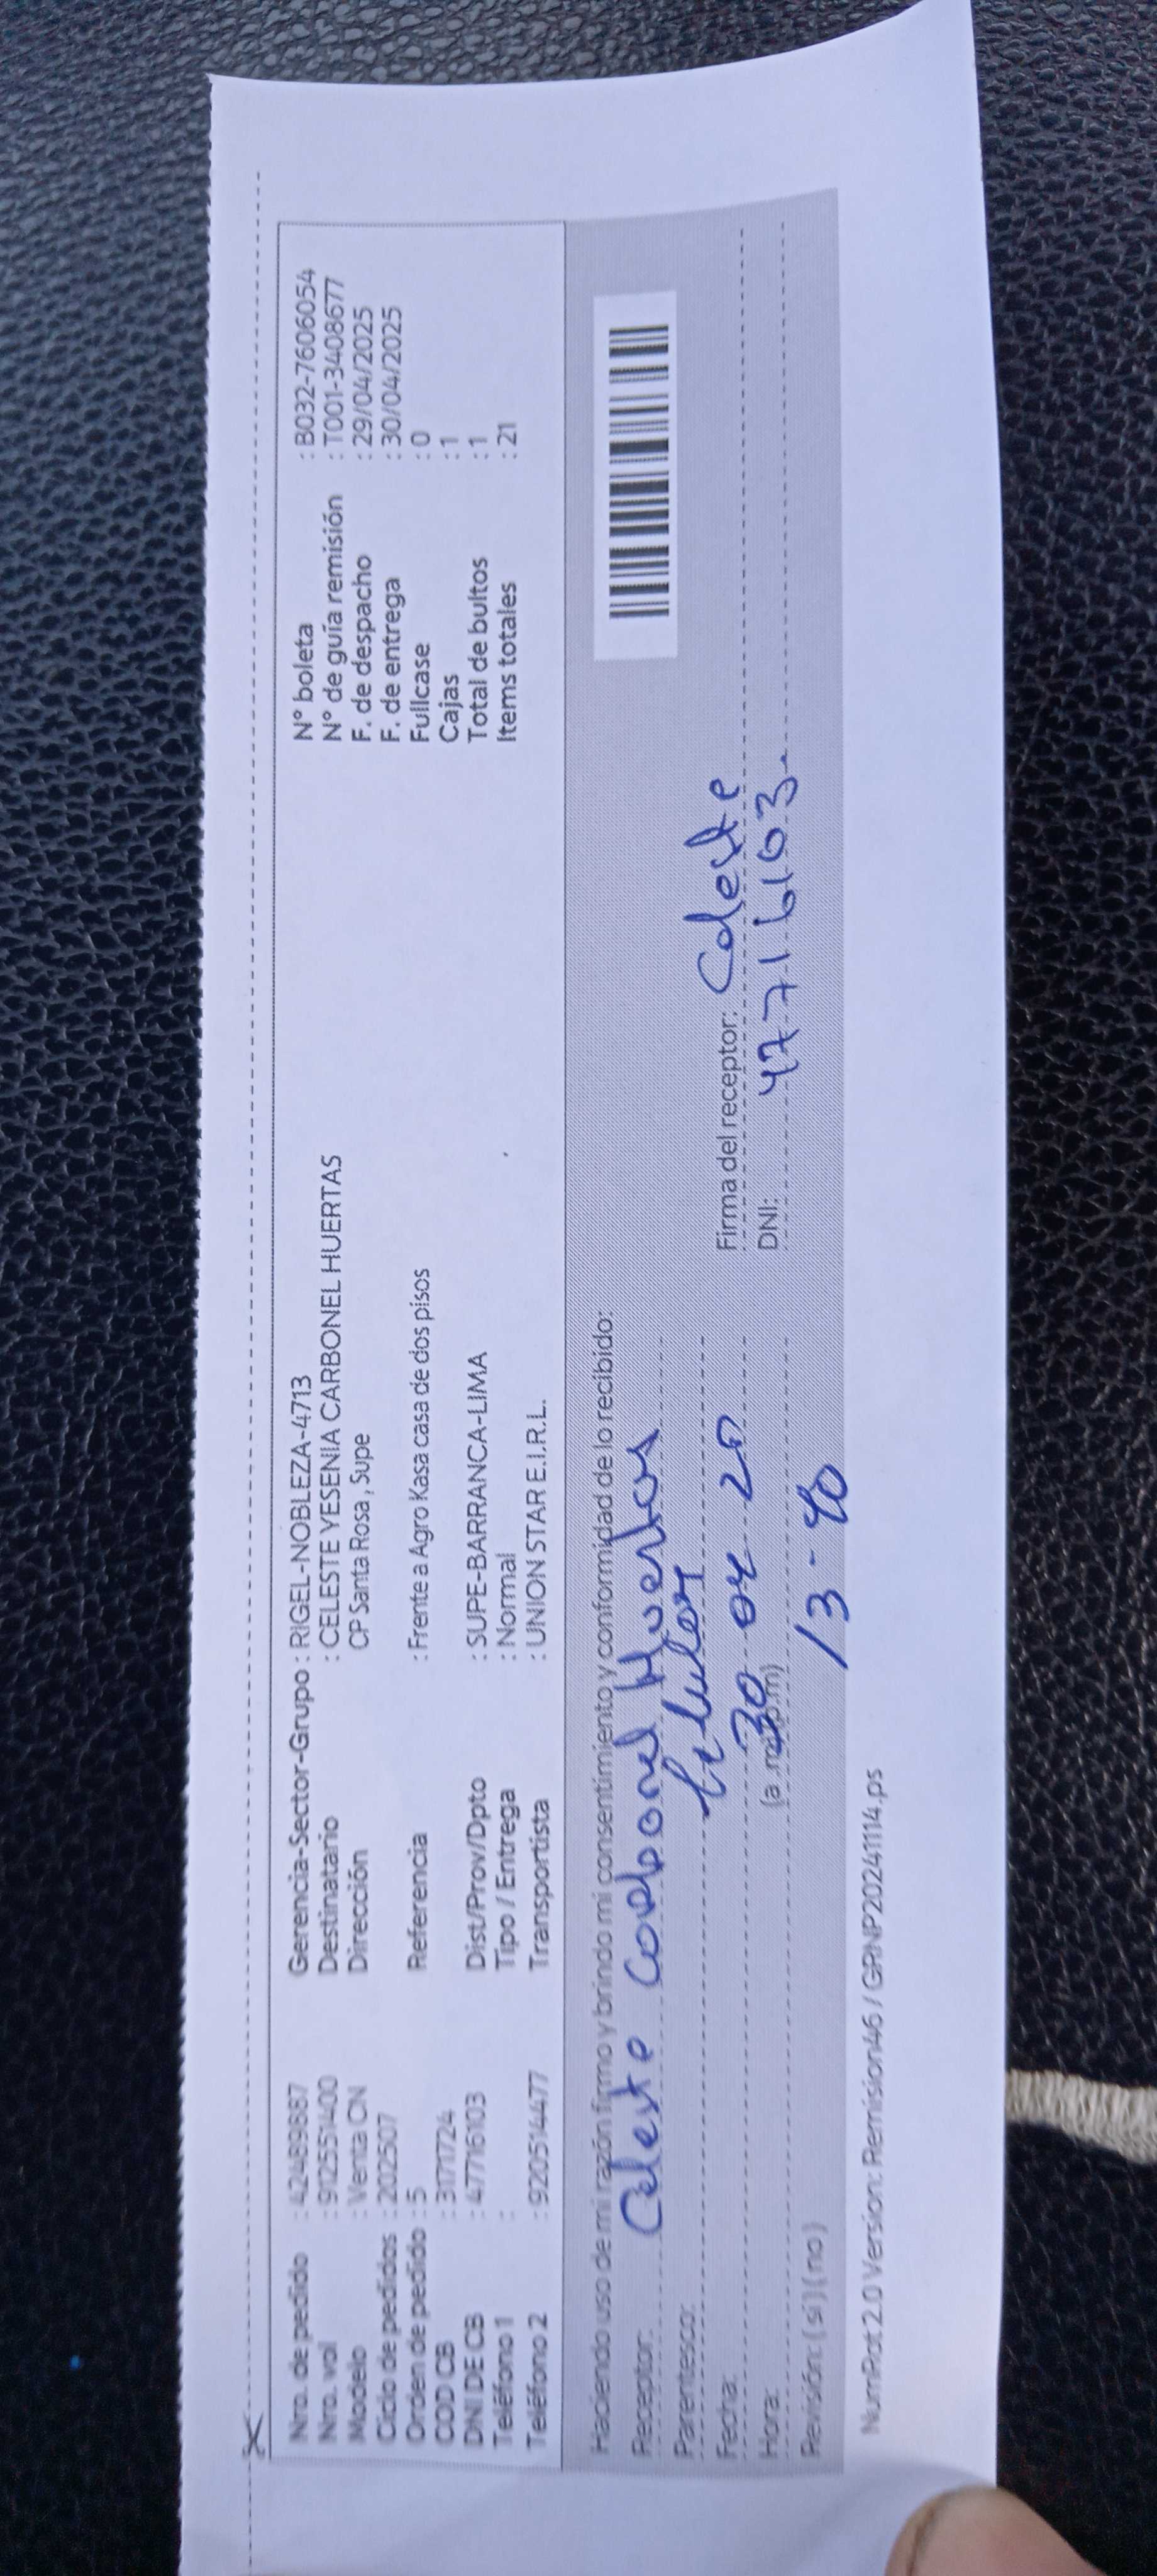 Nro. de pedido : 42489887
Nro. vol : 9125551400
Modelo : Venta CN
Ciclo de pedidos : 202507
Orden de pedido : 5
COD CB : 3171724
DNI DE CB : 47716103
Teléfono 1 :
Teléfono 2 : 920514477
Gerencia-Sector-Grupo : RIGEL-NOBLEZA-4713
Destinatario : CELESTE YESENIA CARBONEL HUERTAS
Dirección CP Santa Rosa , Supe
Referencia : Frente a Agro Kasa casa de dos pisos
Dist/Prov/Dpto : SUPE-BARRANCA-LIMA
Tipo / Entrega : Normal
Transportista : UNION STAR E.I.R.L.
N° boleta : B032-7606054
N° de guía remisión : T001-3408677
F. de despacho : 29/04/2025
F. de entrega : 30/04/2025
Fullcase : 0
Cajas : 1
Total de bultos : 1
Items totales : 21
Haciendo uso de mi razón firmo y brindo mi consentimiento y conformidad de lo recibido:
Receptor: Celeste Carbonel Huertas
Parentesco: titular
Fecha: 30 04 25 Firma del receptor: Celeste
Hora: (a.m/p.m) 13-40 DNI: 47716103
Revisión: ( si ) ( no )
NumRot 2.0 Version: Remision46 / GRNP20241114.ps